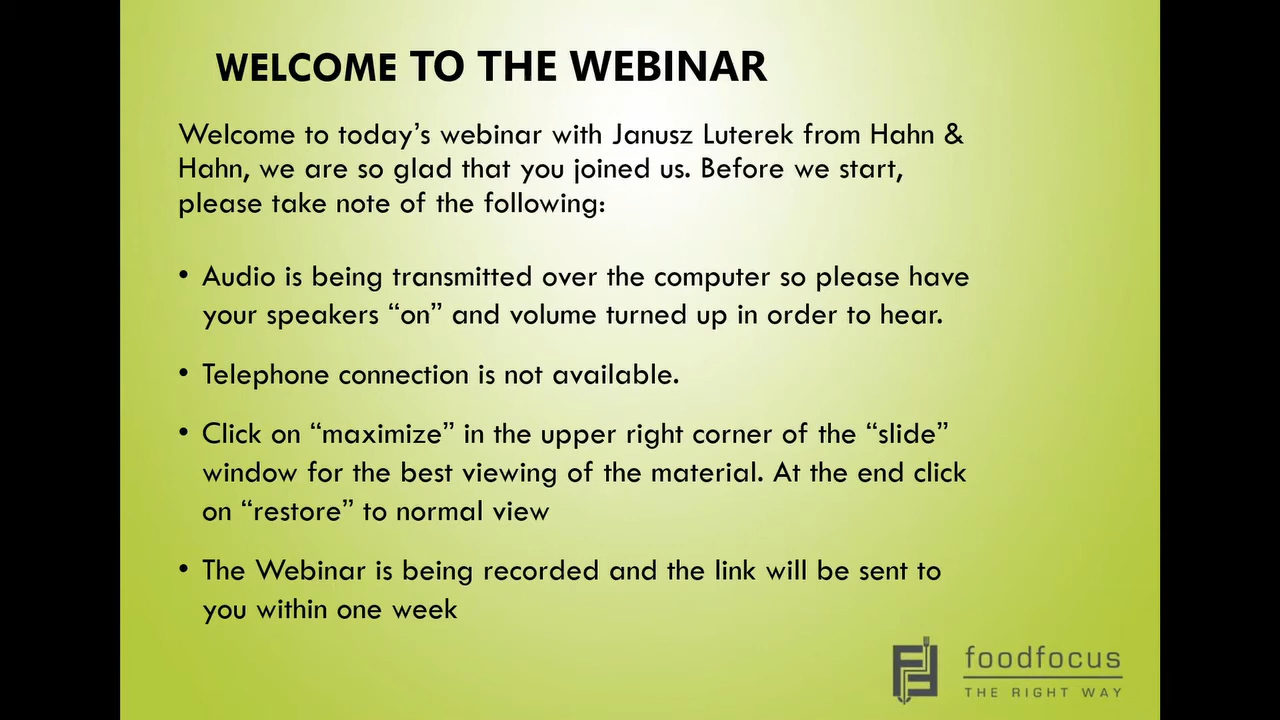 WELCOME TO THE WEBINAR
Welcome to today’s webinar with Janusz Luterek from Hahn &
Hahn, we are so glad that you joined us. Before we start,
please take note of the following:
• Audio is being transmitted over the computer so please have
your speakers “on” and volume turned up in order to hear.
• Telephone connection is not available.
• Click on “maximize” in the upper right corner of the “slide”
window for the best viewing of the material. At the end click
on “restore” to normal view
• The Webinar is being recorded and the link will be sent to
you within one week
foodfocus
THE RIGHT WAY